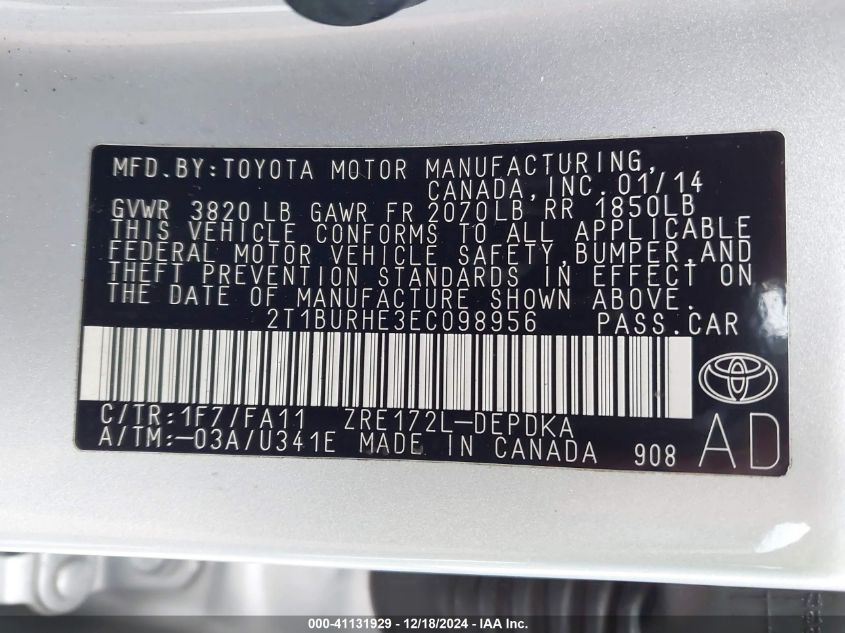 MFD.BY:TOYOTA MOTOR MANUFACTURING,
CANADA,INC. 01/14
GVWR 3820 LB GAWR FR 2070LB RR 1850LB
THIS VEHICLE CONFORMS TO ALL APPLICABLE
FEDERAL MOTOR VEHICLE SAFETY,BUMPER,AND
THEFT PREVENTION STANDARDS IN EFFECT ON
THE DATE OF MANUFACTURE SHOWN ABOVE.
2T1BURHE3EC098956 PASS.CAR
C/TR:1F7/FA11 ZRE172L-DEPDKA
A/TM:-03A/U341E MADE IN CANADA 908 AD
000-41131929 - 12/18/2024 - IAA Inc.